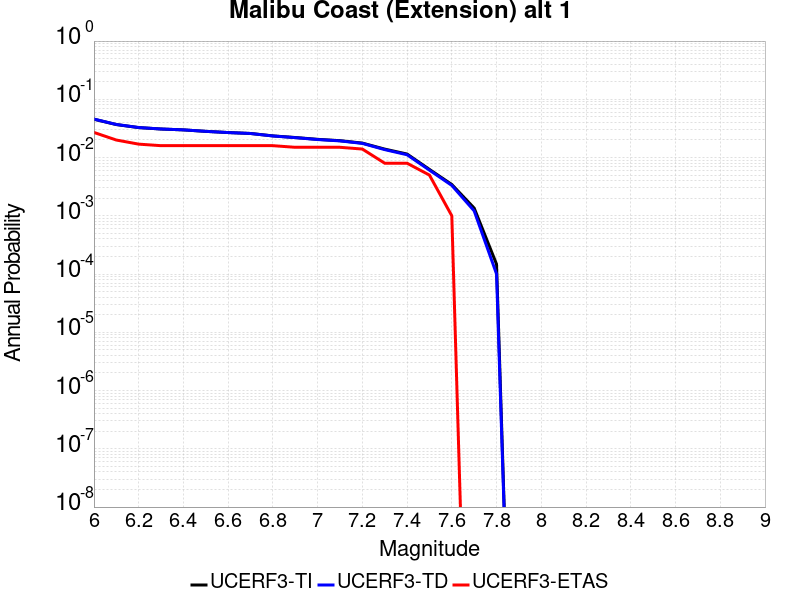 Malibu Coast (Extension) alt 1
10^0
10^-1
10^-2
10^-3
10^-4
10^-5
10^-6
10^-7
10^-8
Annual Probability
6 6.2 6.4 6.6 6.8 7 7.2 7.4 7.6 7.8 8 8.2 8.4 8.6 8.8 9
Magnitude
UCERF3-TI UCERF3-TD UCERF3-ETAS